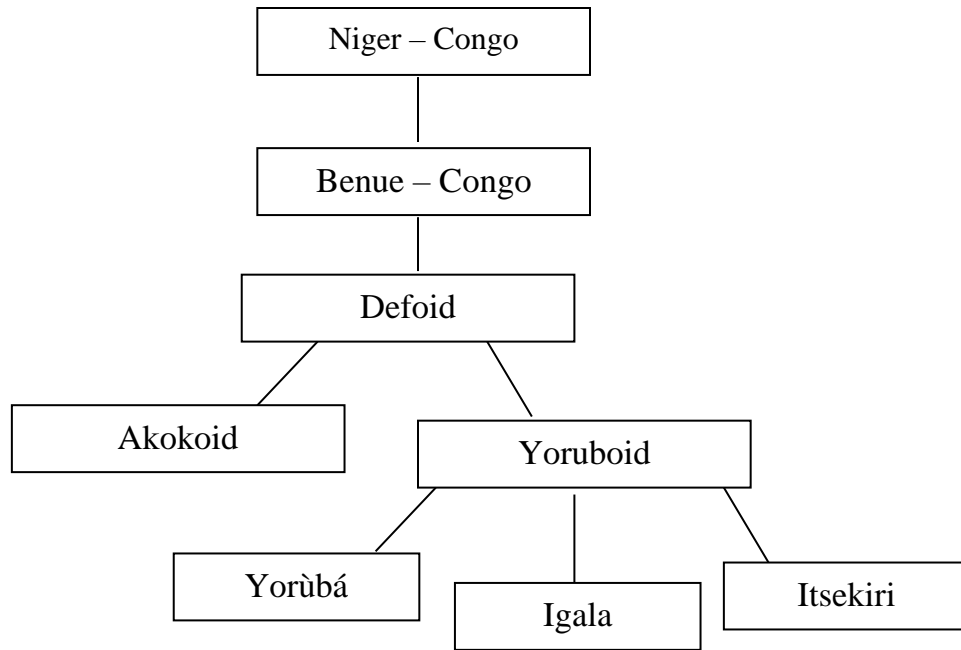 Niger – Congo
Benue – Congo
Defoid
Akokoid
Yoruboid
Yorùbá
Igala
Itsekiri